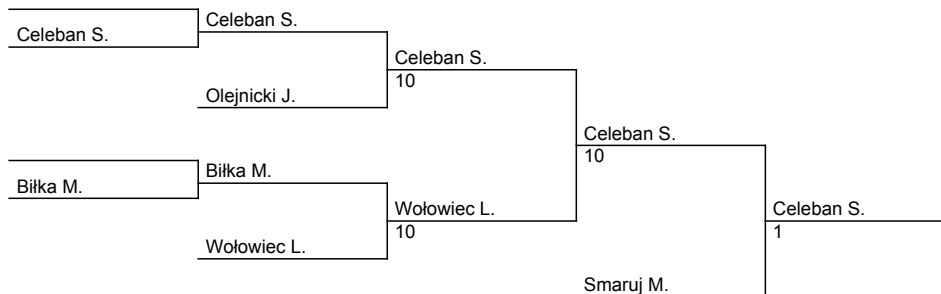 Celeban S.
Celeban S.
Celeban S.
10
Olejnicki J.
Celeban S.
10
Biłka M.
Biłka M.
Wołowiec L.
10
Celeban S.
1
Wołowiec L.
Smaruj M.